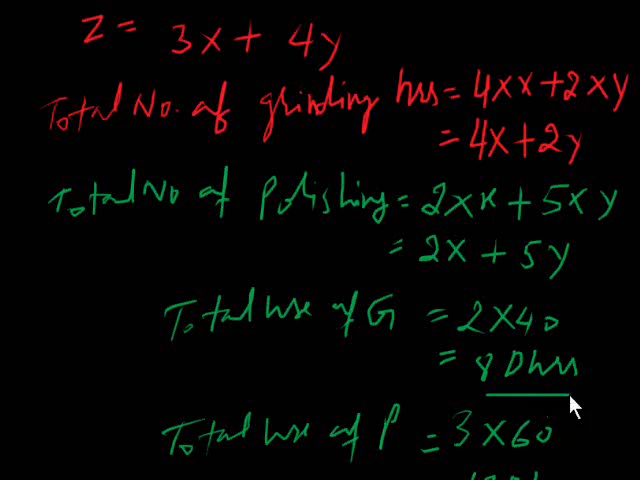 Z = 3x + 4y
Total No. of grinding hrs = 4×x+2×y
= 4x+2y
Total No of Polishing = 2×x + 5×y
= 2x + 5y
Total hrs of G = 2×40
= 80hrs
Total hrs of P = 3×60